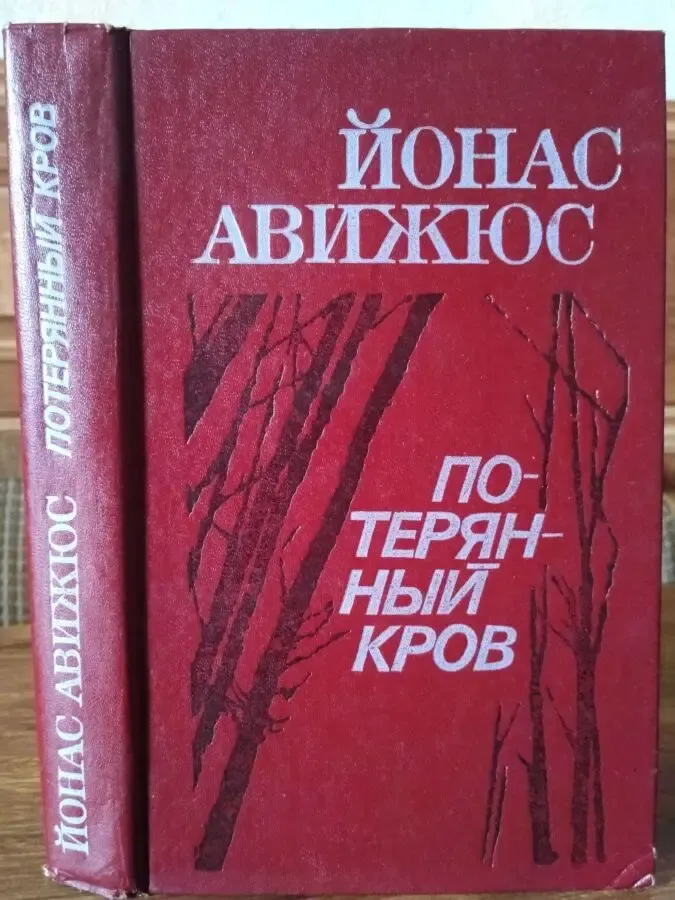 ЙОНАС АВИЖЮС ПОТЕРЯННЫЙ КРОВ
ЙОНАС
АВИЖЮС
ПО-
ТЕРЯН-
НЫЙ
КРОВ